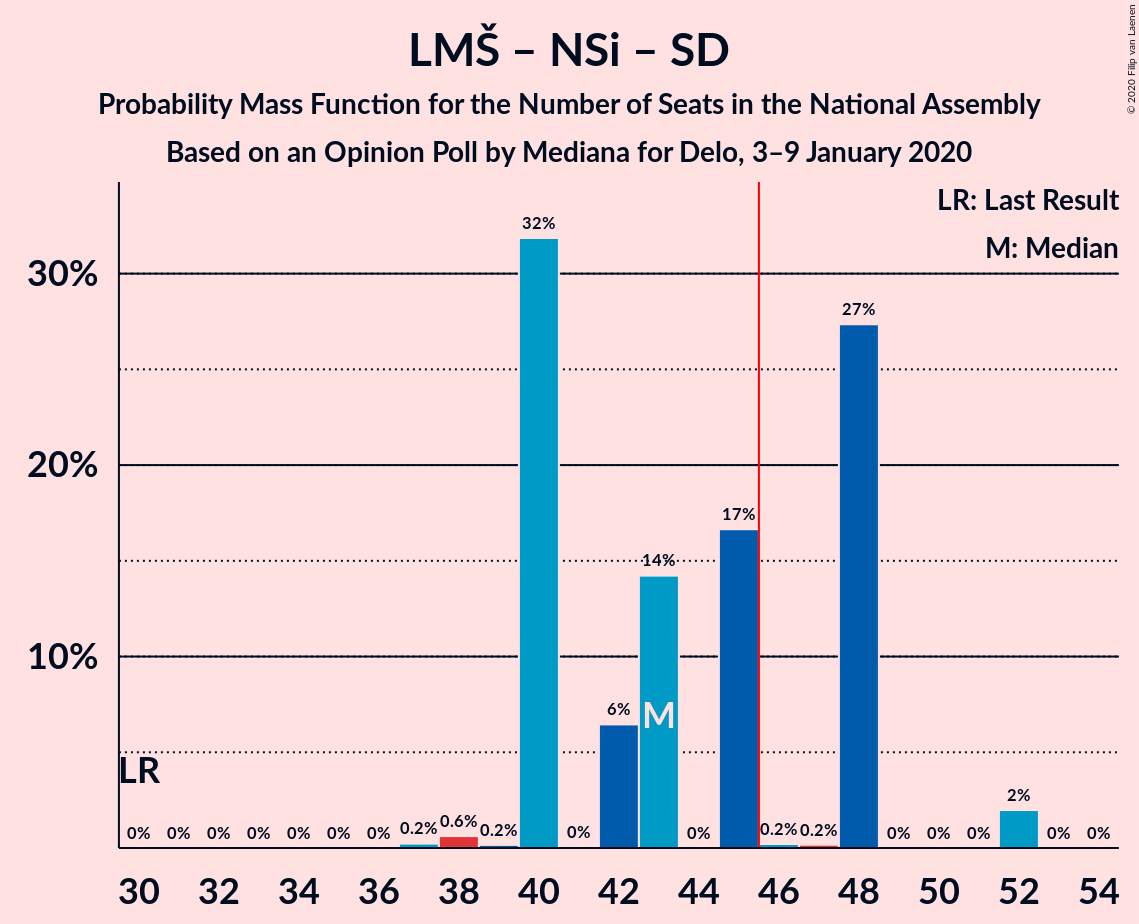 LMŠ – NSi – SD
Probability Mass Function for the Number of Seats in the National Assembly
Based on an Opinion Poll by Mediana for Delo, 3–9 January 2020
© 2020 Filip van Laenen
LR: Last Result
M: Median
30%
20%
10%
LR
0% 0% 0% 0% 0% 0% 0% 0.2% 0.6% 0.2% 32% 0% 6% 14% 0% 17% 0.2% 0.2% 27% 0% 0% 0% 2% 0% 0%
M
30 32 34 36 38 40 42 44 46 48 50 52 54